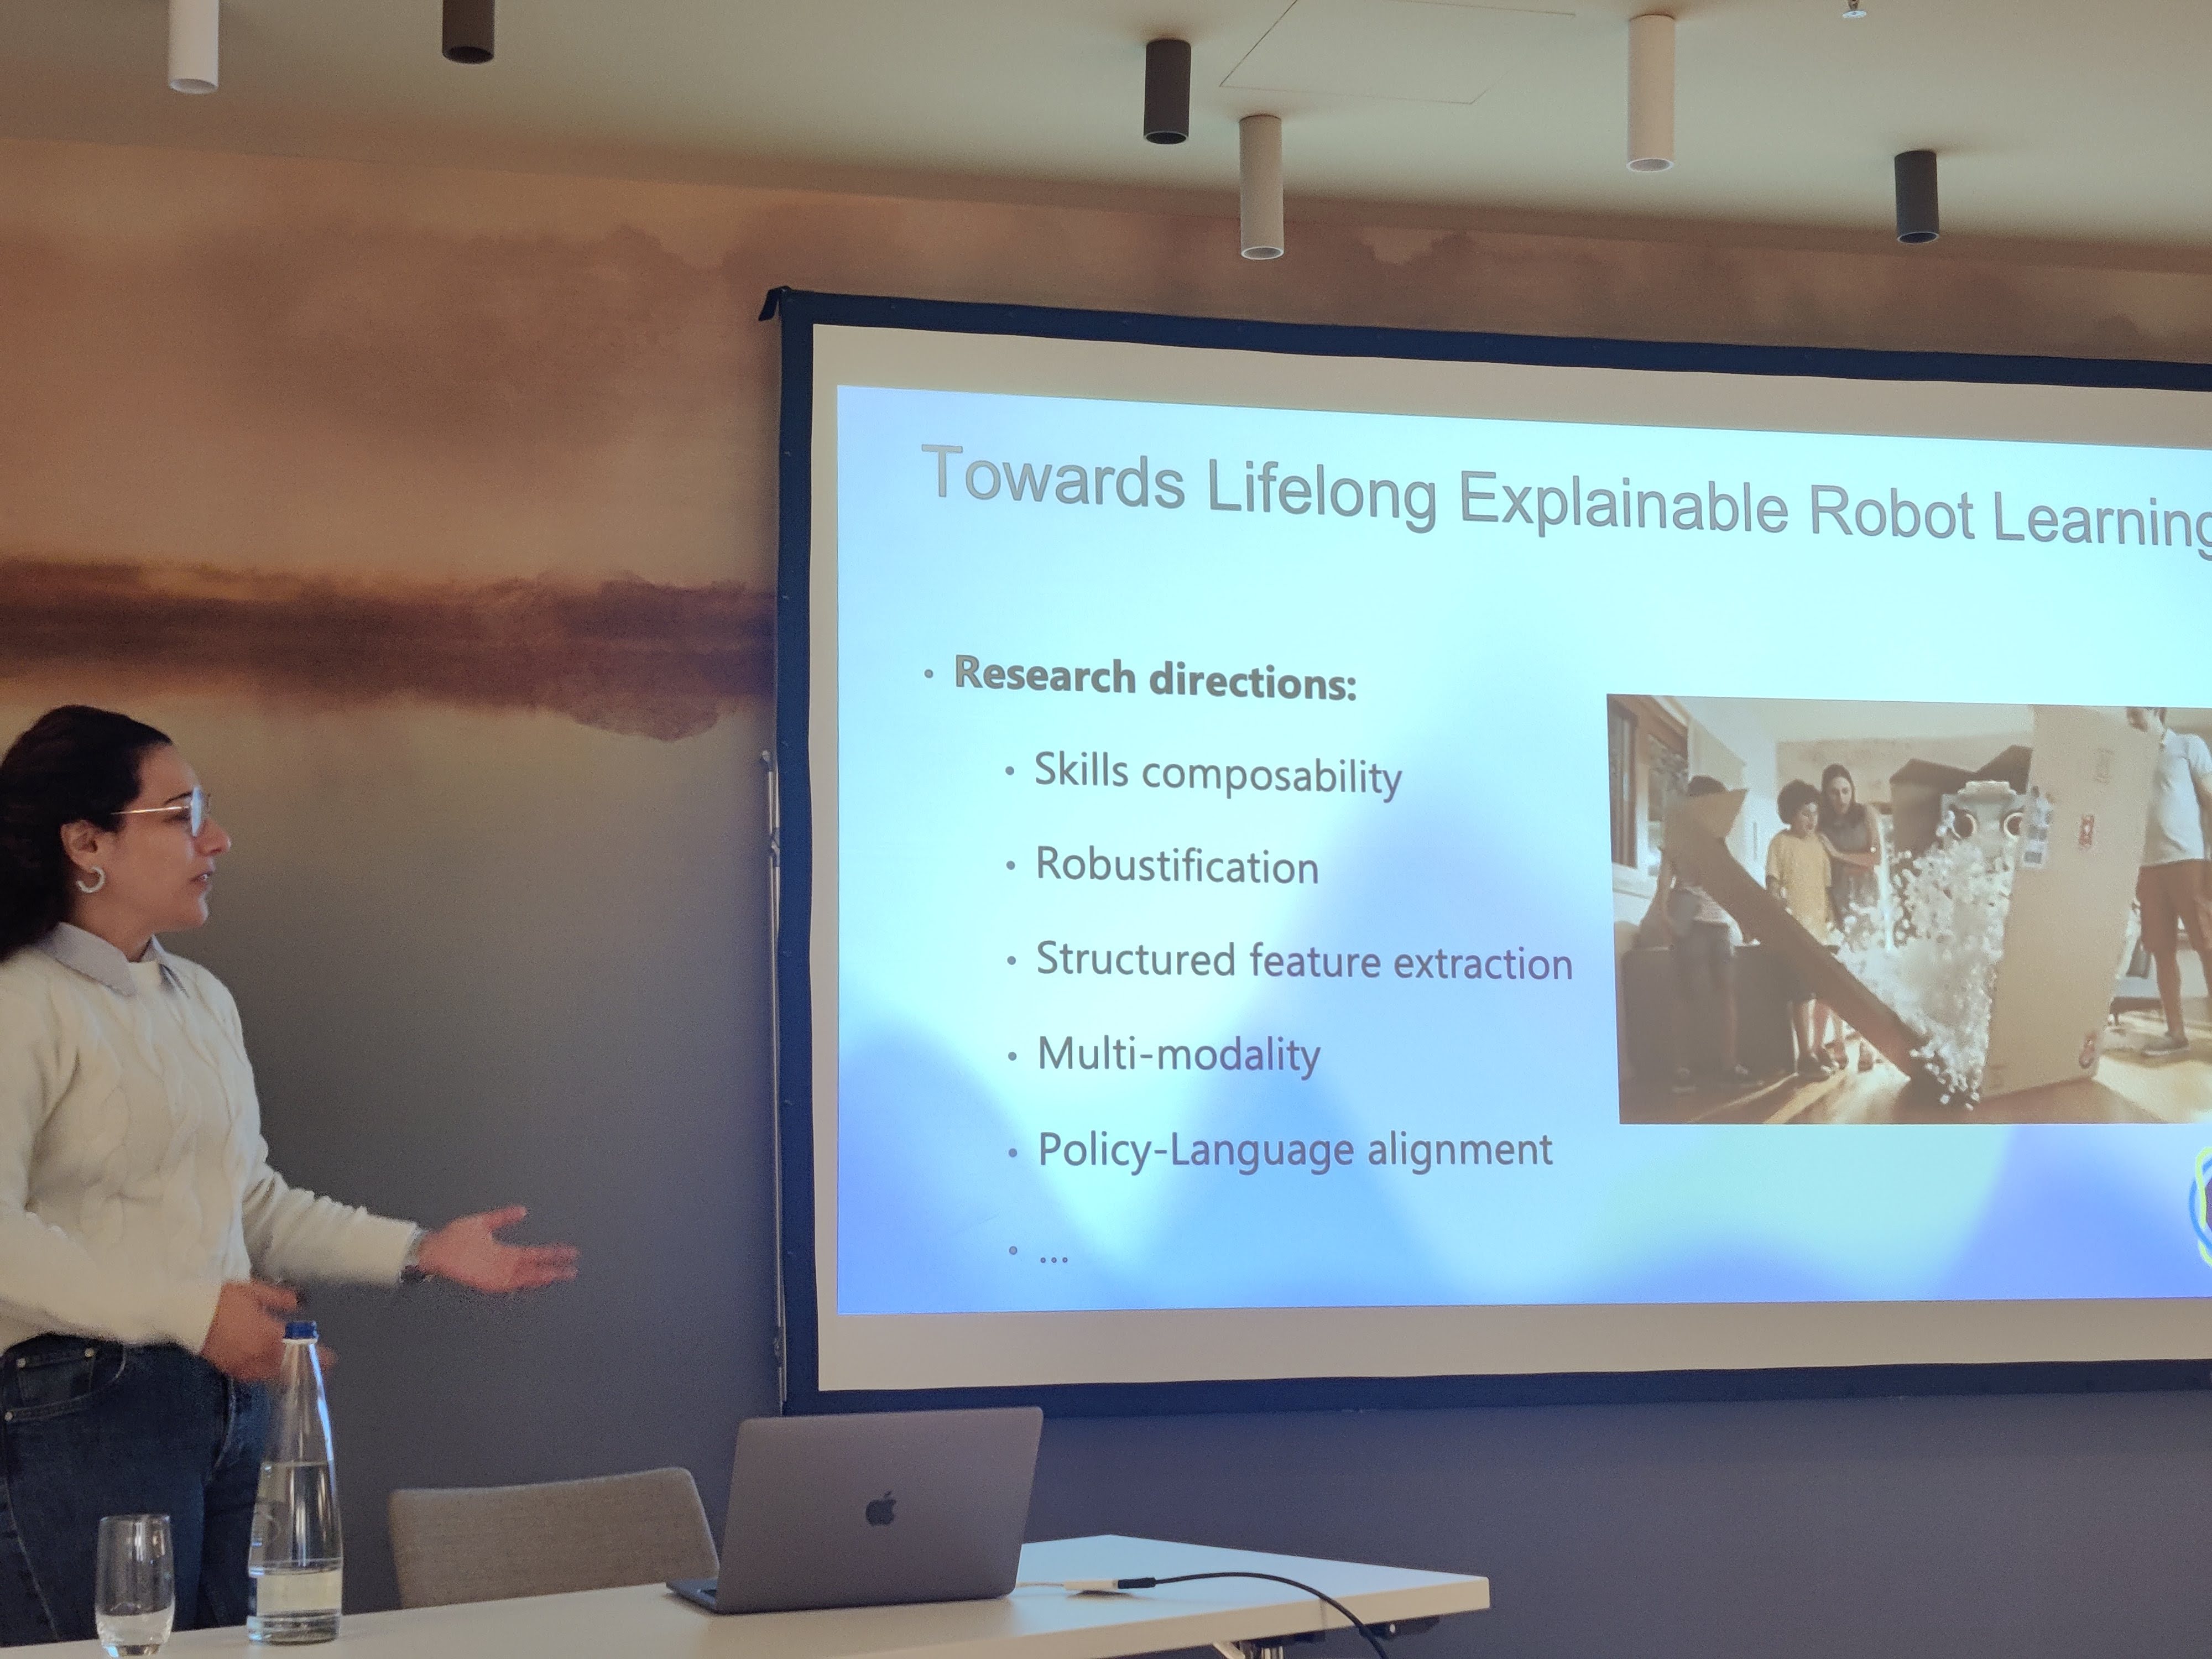 Towards Lifelong Explainable Robot Learning
• Research directions:
• Skills composability
• Robustification
• Structured feature extraction
• Multi-modality
• Policy-Language alignment
• ...